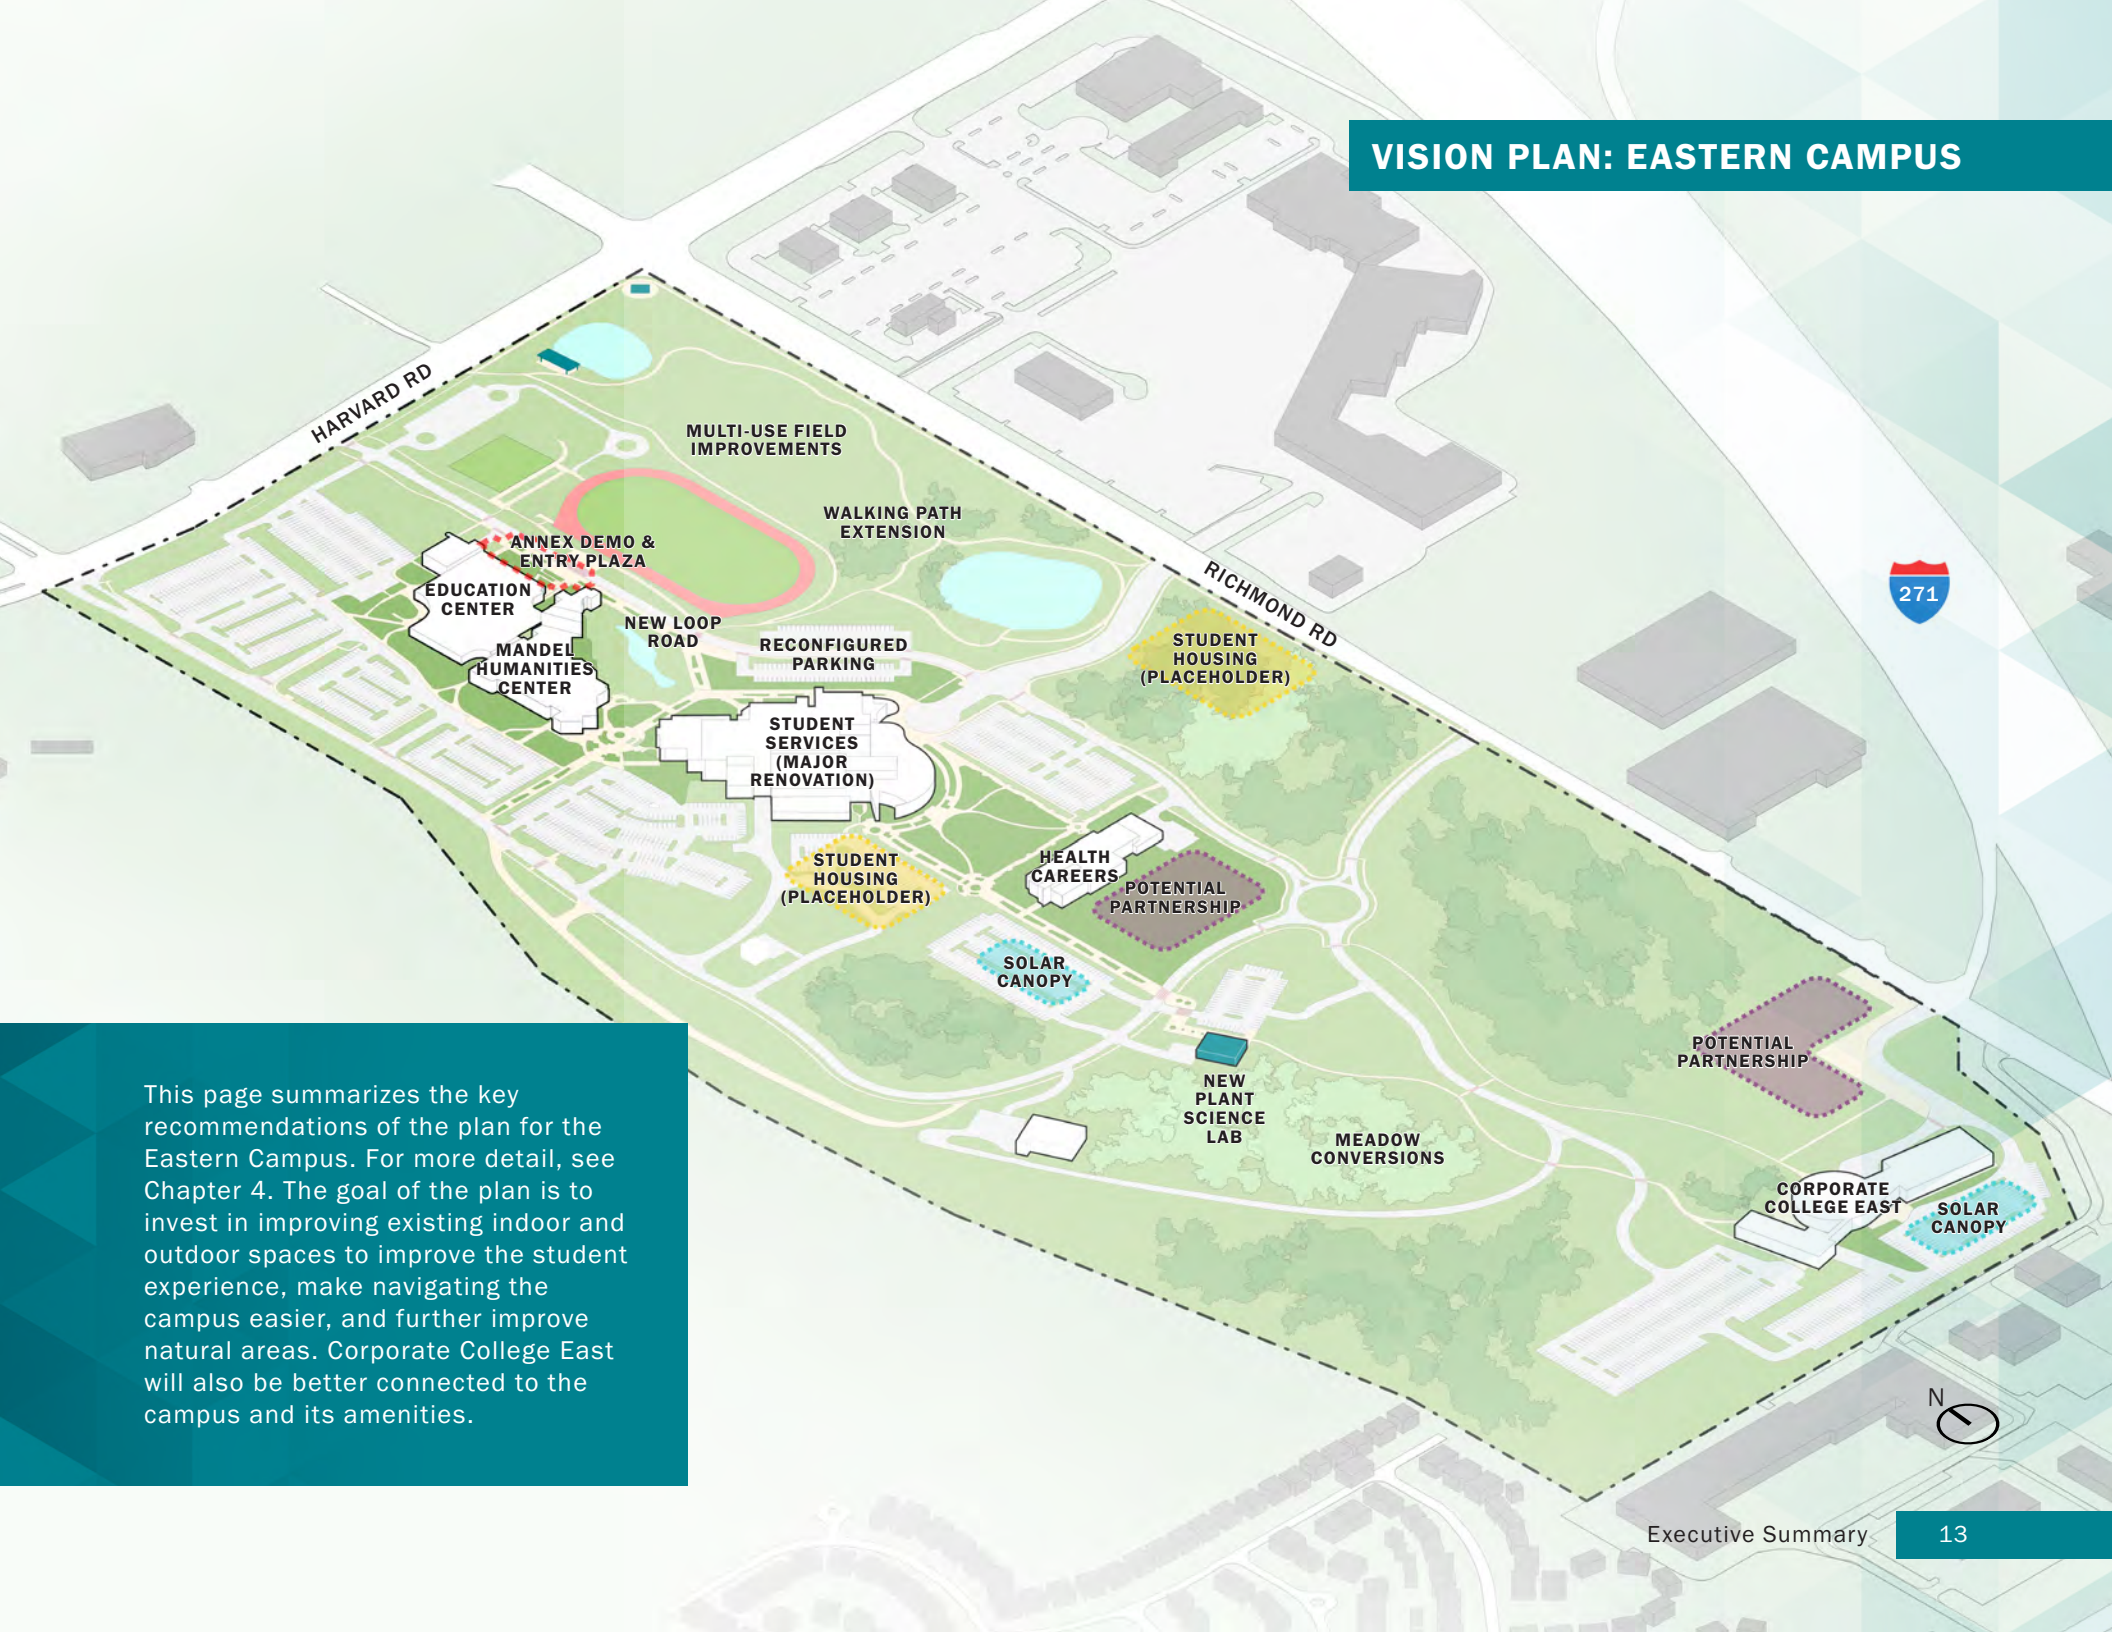 VISION PLAN: EASTERN CAMPUS
HARVARD RD
MULTI-USE FIELD
IMPROVEMENTS
WALKING PATH
EXTENSION
ANNEX DEMO &
ENTRY PLAZA
EDUCATION
CENTER
MANDEL
HUMANITIES
CENTER
NEW LOOP
ROAD
RECONFIGURED
PARKING
RICHMOND RD
STUDENT
HOUSING
(PLACEHOLDER)
271
STUDENT
SERVICES
(MAJOR
RENOVATION)
STUDENT
HOUSING
(PLACEHOLDER)
HEALTH
CAREERS
POTENTIAL
PARTNERSHIP
SOLAR
CANOPY
NEW
PLANT
SCIENCE
LAB
MEADOW
CONVERSIONS
POTENTIAL
PARTNERSHIP
CORPORATE
COLLEGE EAST
SOLAR
CANOPY
This page summarizes the key
recommendations of the plan for the
Eastern Campus. For more detail, see
Chapter 4. The goal of the plan is to
invest in improving existing indoor and
outdoor spaces to improve the student
experience, make navigating the
campus easier, and further improve
natural areas. Corporate College East
will also be better connected to the
campus and its amenities.
N
Executive Summary
13